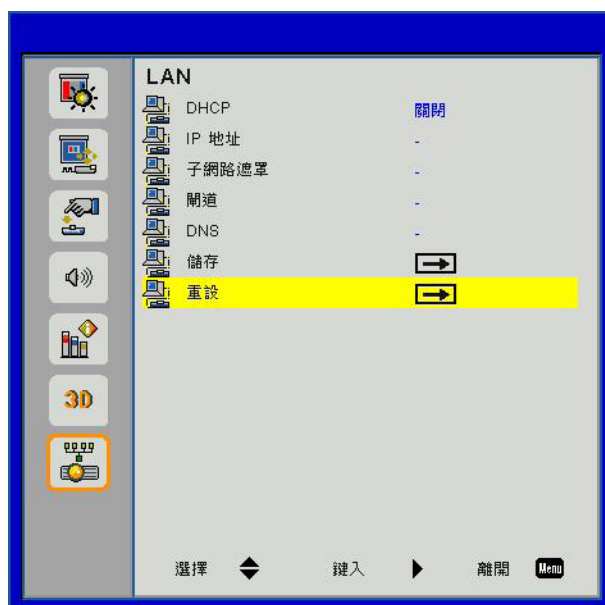 LAN
DHCP 關閉
IP 地址 -
子網路遮罩 -
閘道 -
DNS -
儲存
重設
3D
選擇 鍵入 離開 Menu